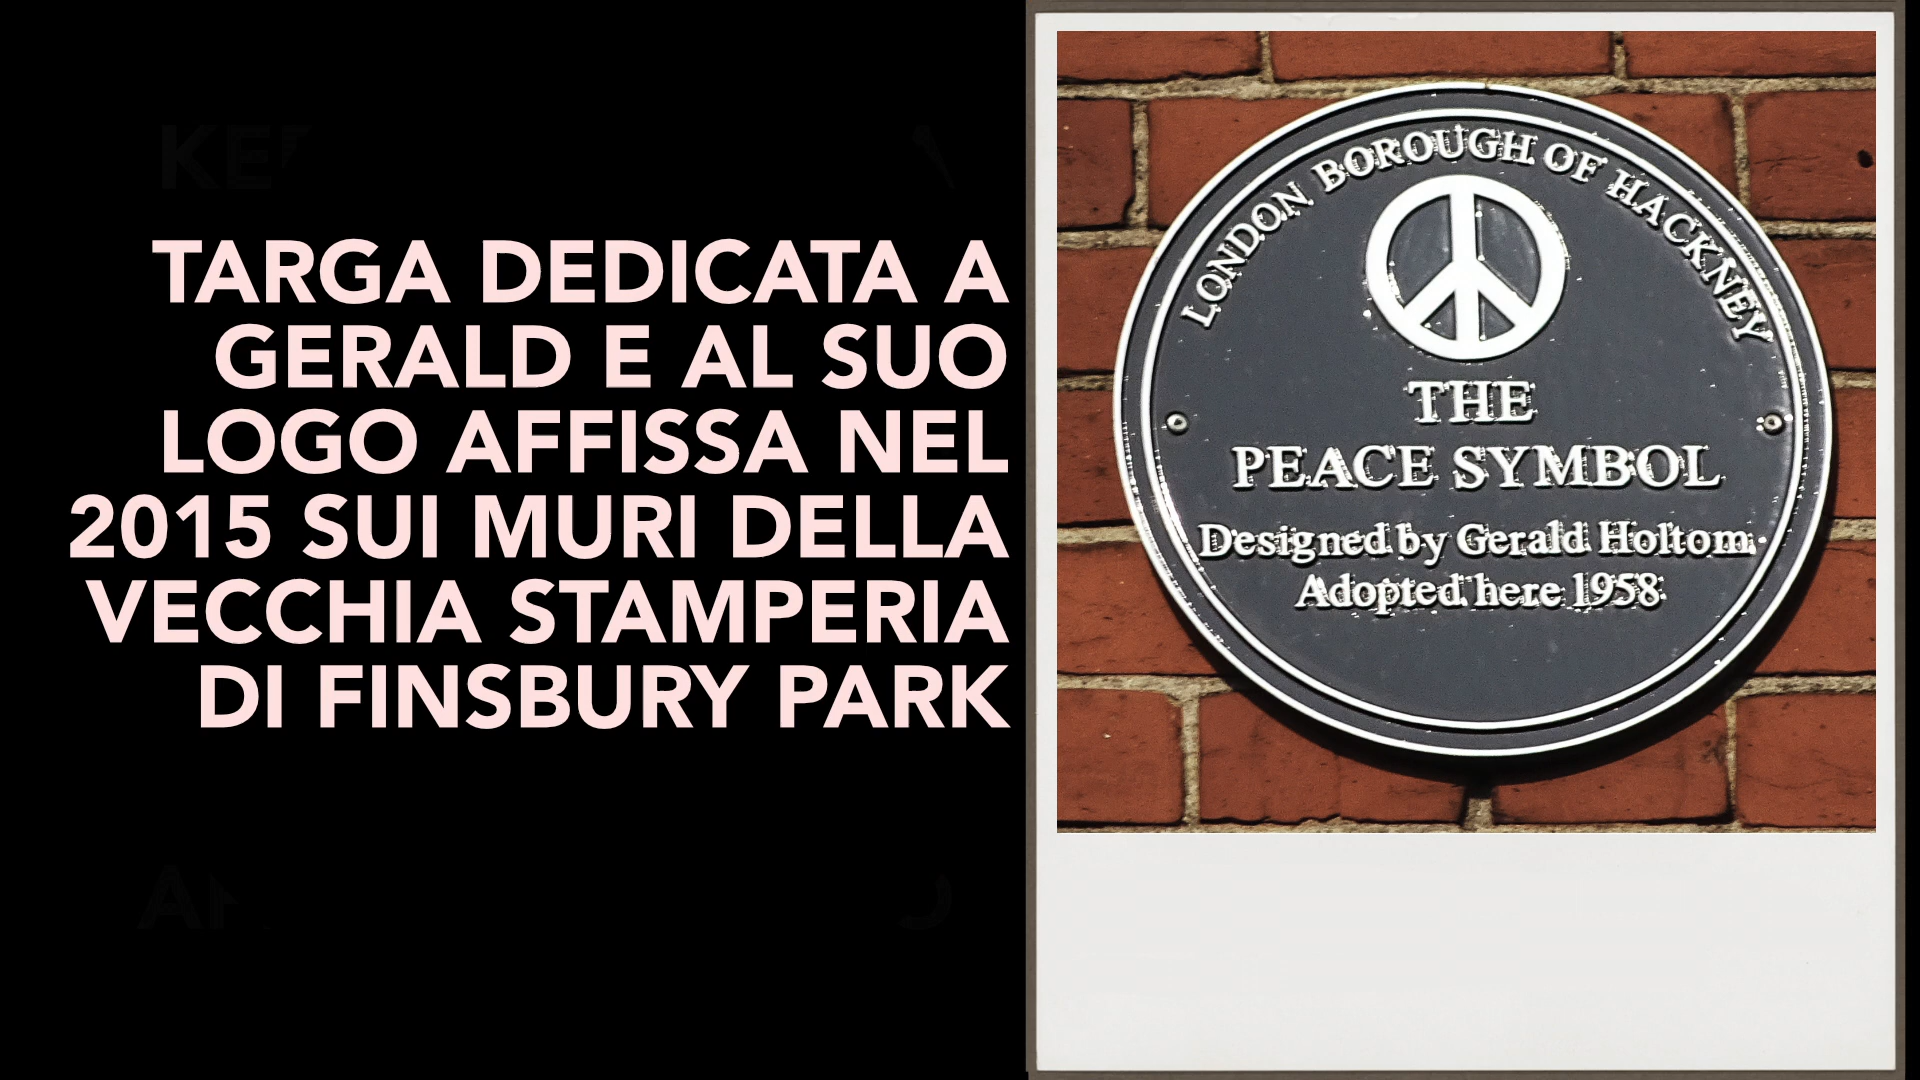 TARGA DEDICATA A
GERALD E AL SUO
LOGO AFFISSA NEL
2015 SUI MURI DELLA
VECCHIA STAMPERIA
DI FINSBURY PARK
LONDON BOROUGH OF HACKNEY
THE
PEACE SYMBOL
Designed by Gerald Holtom.
Adopted here 1958.